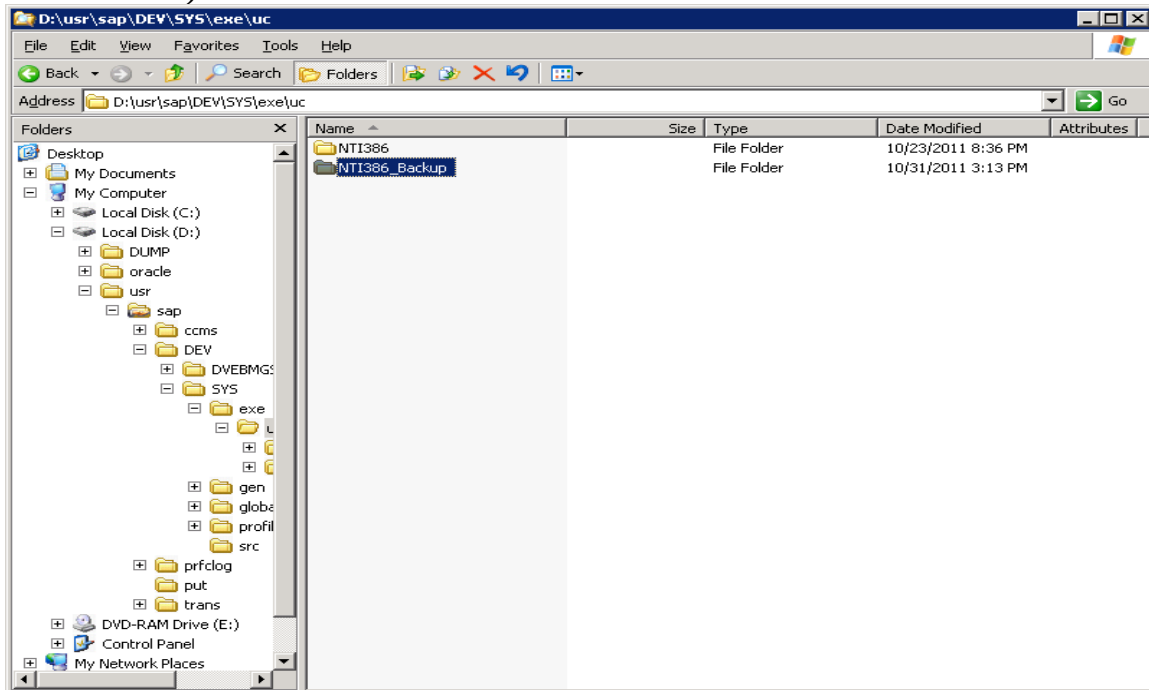 )
D:\usr\sap\DEV\SYS\exe\uc
File Edit View Favorites Tools Help
Back Search Folders
Address D:\usr\sap\DEV\SYS\exe\uc Go
Folders Name Size Type Date Modified Attributes
Desktop
NTI386 File Folder 10/23/2011 8:36 PM
My Documents
NTI386_Backup File Folder 10/31/2011 3:13 PM
My Computer
Local Disk (C:)
Local Disk (D:)
DUMP
oracle
usr
sap
ccms
DEV
DVEBMGS
SYS
exe
u
gen
globa
profil
src
prfclog
put
trans
DVD-RAM Drive (E:)
Control Panel
My Network Places